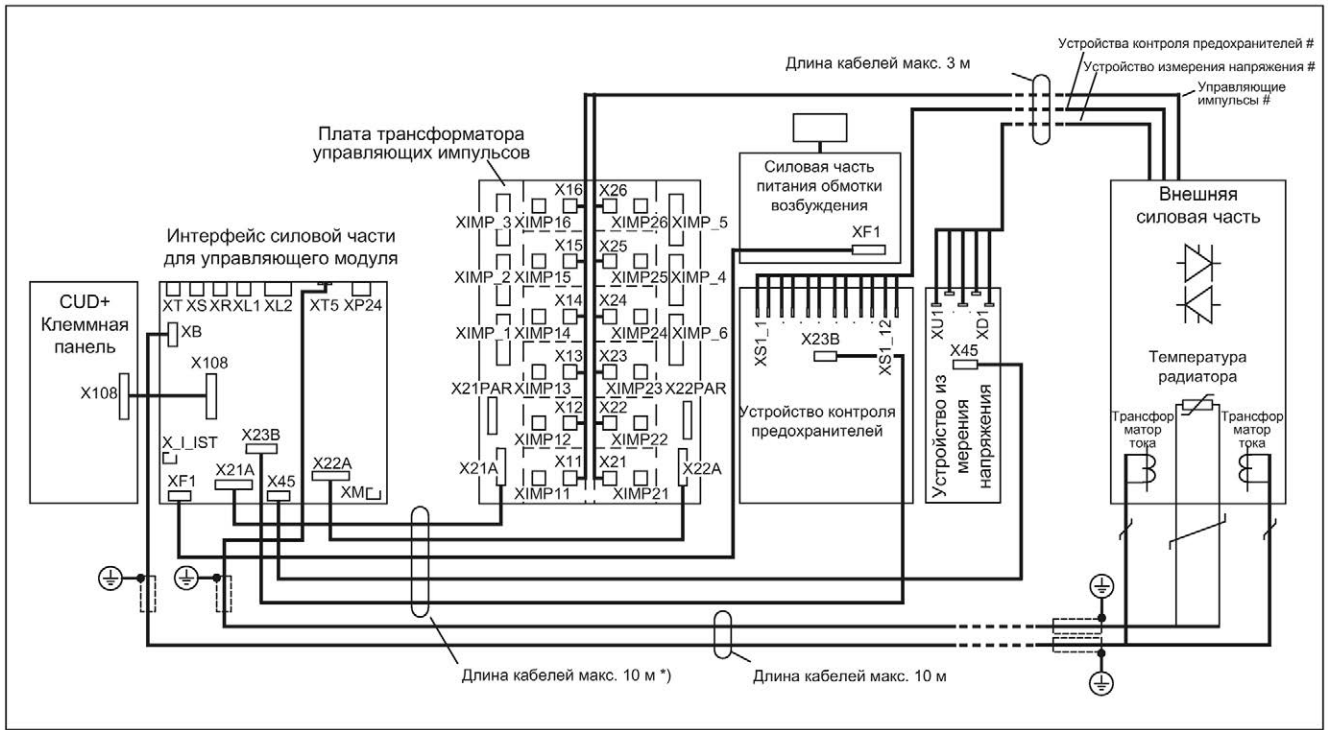 Устройства контроля предохранителей #
Длина кабелей макс. 3 м
Устройство измерения напряжения #
Управляющие
импульсы #
Плата трансформатора
управляющих импульсов
Силовая часть
питания обмотки
возбуждения
XF1
Внешняя
силовая часть
Температура
радиатора
Трансфор
матор
тока
Трансфор
матор
тока
Интерфейс силовой части
для управляющего модуля
CUD+
Клеммная
панель
X108
XT XS XR XL1 XL2 XT5 XP24
XB
X108
X_I_IST
X23B
X21A
X22A
XF1
X45
XM
X16 X26
XIMP_3 XIMP16 XIMP26 XIMP_5
X15 X25
XIMP_2 XIMP15 XIMP25 XIMP_4
X14 X24
XIMP_1 XIMP14 XIMP24 XIMP_6
X13 X23
X21PAR XIMP13 XIMP23 X22PAR
X12 X22
XIMP12 XIMP22
X21A X11 X21 X22A
XIMP11 XIMP21
XS1_1
XS1_12
X23B
Устройство контроля
предохранителей
XU1
XD1
X45
Устройство из
мерения
напряжения
Длина кабелей макс. 10 м *)
Длина кабелей макс. 10 м